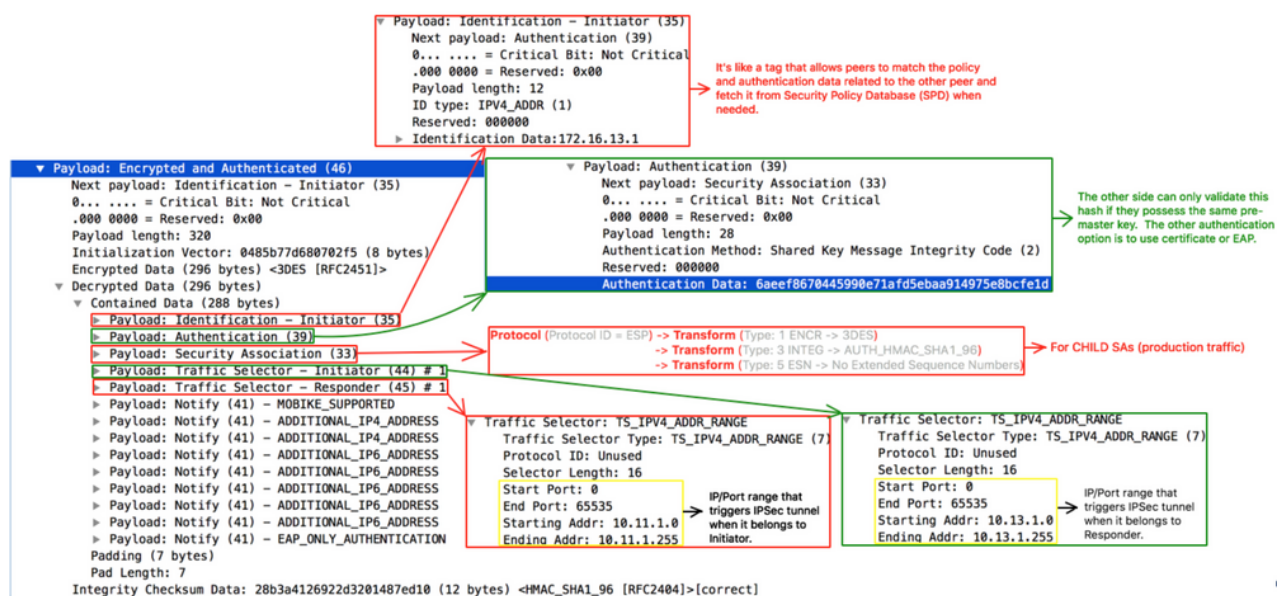 Payload: Identification – Initiator (35)
Next payload: Authentication (39)
0... .... = Critical Bit: Not Critical
.000 0000 = Reserved: 0x00
Payload length: 12
ID type: IPV4_ADDR (1)
Reserved: 000000
Identification Data:172.16.13.1
It's like a tag that allows peers to match the policy
and authentication data related to the other peer and
fetch it from Security Policy Database (SPD) when
needed.
Payload: Encrypted and Authenticated (46)
Next payload: Identification – Initiator (35)
0... .... = Critical Bit: Not Critical
.000 0000 = Reserved: 0x00
Payload length: 320
Initialization Vector: 0485b77d680702f5 (8 bytes)
Encrypted Data (296 bytes) <3DES [RFC2451]>
Decrypted Data (296 bytes)
Contained Data (288 bytes)
Payload: Identification – Initiator (35)
Payload: Authentication (39)
Payload: Security Association (33)
Payload: Traffic Selector – Initiator (44) # 1
Payload: Traffic Selector – Responder (45) # 1
Payload: Notify (41) – MOBIKE_SUPPORTED
Payload: Notify (41) – ADDITIONAL_IP4_ADDRESS
Payload: Notify (41) – ADDITIONAL_IP6_ADDRESS
Payload: Notify (41) – ADDITIONAL_IP6_ADDRESS
Payload: Notify (41) – ADDITIONAL_IP6_ADDRESS
Payload: Notify (41) – ADDITIONAL_IP6_ADDRESS
Payload: Notify (41) – ADDITIONAL_IP6_ADDRESS
Payload: Notify (41) – ADDITIONAL_IP6_ADDRESS
Payload: Notify (41) – EAP_ONLY_AUTHENTICATION
Padding (7 bytes)
Pad Length: 7
Integrity Checksum Data: 28b3a4126922d3201487ed10 (12 bytes) <HMAC_SHA1_96 [RFC2404]>[correct]
Payload: Authentication (39)
Next payload: Security Association (33)
0... .... = Critical Bit: Not Critical
.000 0000 = Reserved: 0x00
Payload length: 28
Authentication Method: Shared Key Message Integrity Code (2)
Reserved: 000000
Authentication Data: 6aeef8670445990e71afd5ebaa914975e8bcfe1d
The other side can only validate this
hash if they possess the same pre-
master key. The other authentication
option is to use certificate or EAP.
Protocol (Protocol ID = ESP) -> Transform (Type: 1 ENCR -> 3DES)
-> Transform (Type: 3 INTEG -> AUTH_HMAC_SHA1_96)
-> Transform (Type: 5 ESN -> No Extended Sequence Numbers)
For CHILD SAs (production traffic)
Traffic Selector: TS_IPV4_ADDR_RANGE
Traffic Selector Type: TS_IPV4_ADDR_RANGE (7)
Protocol ID: Unused
Selector Length: 16
Start Port: 0
End Port: 65535
Starting Addr: 10.11.1.0
Ending Addr: 10.11.1.255
IP/Port range that
triggers IPSec tunnel
when it belongs to
Initiator.
Traffic Selector: TS_IPV4_ADDR_RANGE
Traffic Selector Type: TS_IPV4_ADDR_RANGE (7)
Protocol ID: Unused
Selector Length: 16
Start Port: 0
End Port: 65535
Starting Addr: 10.13.1.0
Ending Addr: 10.13.1.255
IP/Port range that
triggers IPSec tunnel
when it belongs to
Responder.